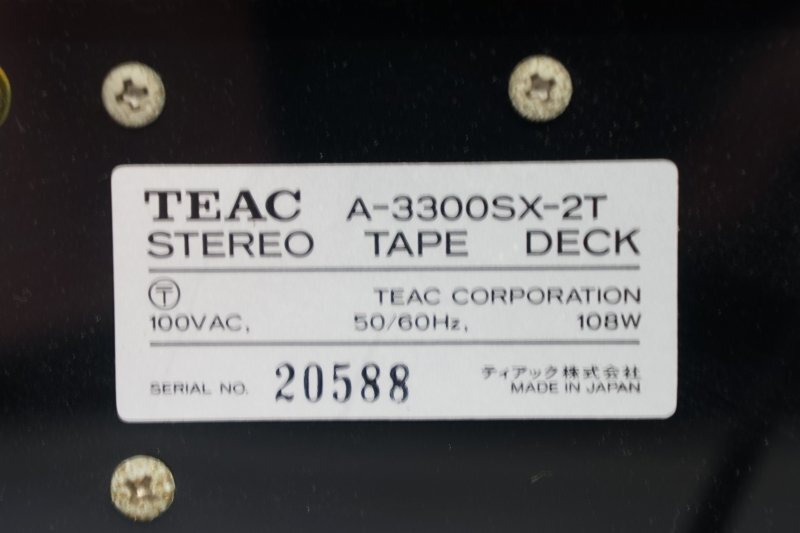 TEAC A-3300SX-2T
STEREO TAPE DECK
〒 TEAC CORPORATION
100VAC, 50/60Hz, 108W
SERIAL NO. 20588 ティアック株式会社
MADE IN JAPAN